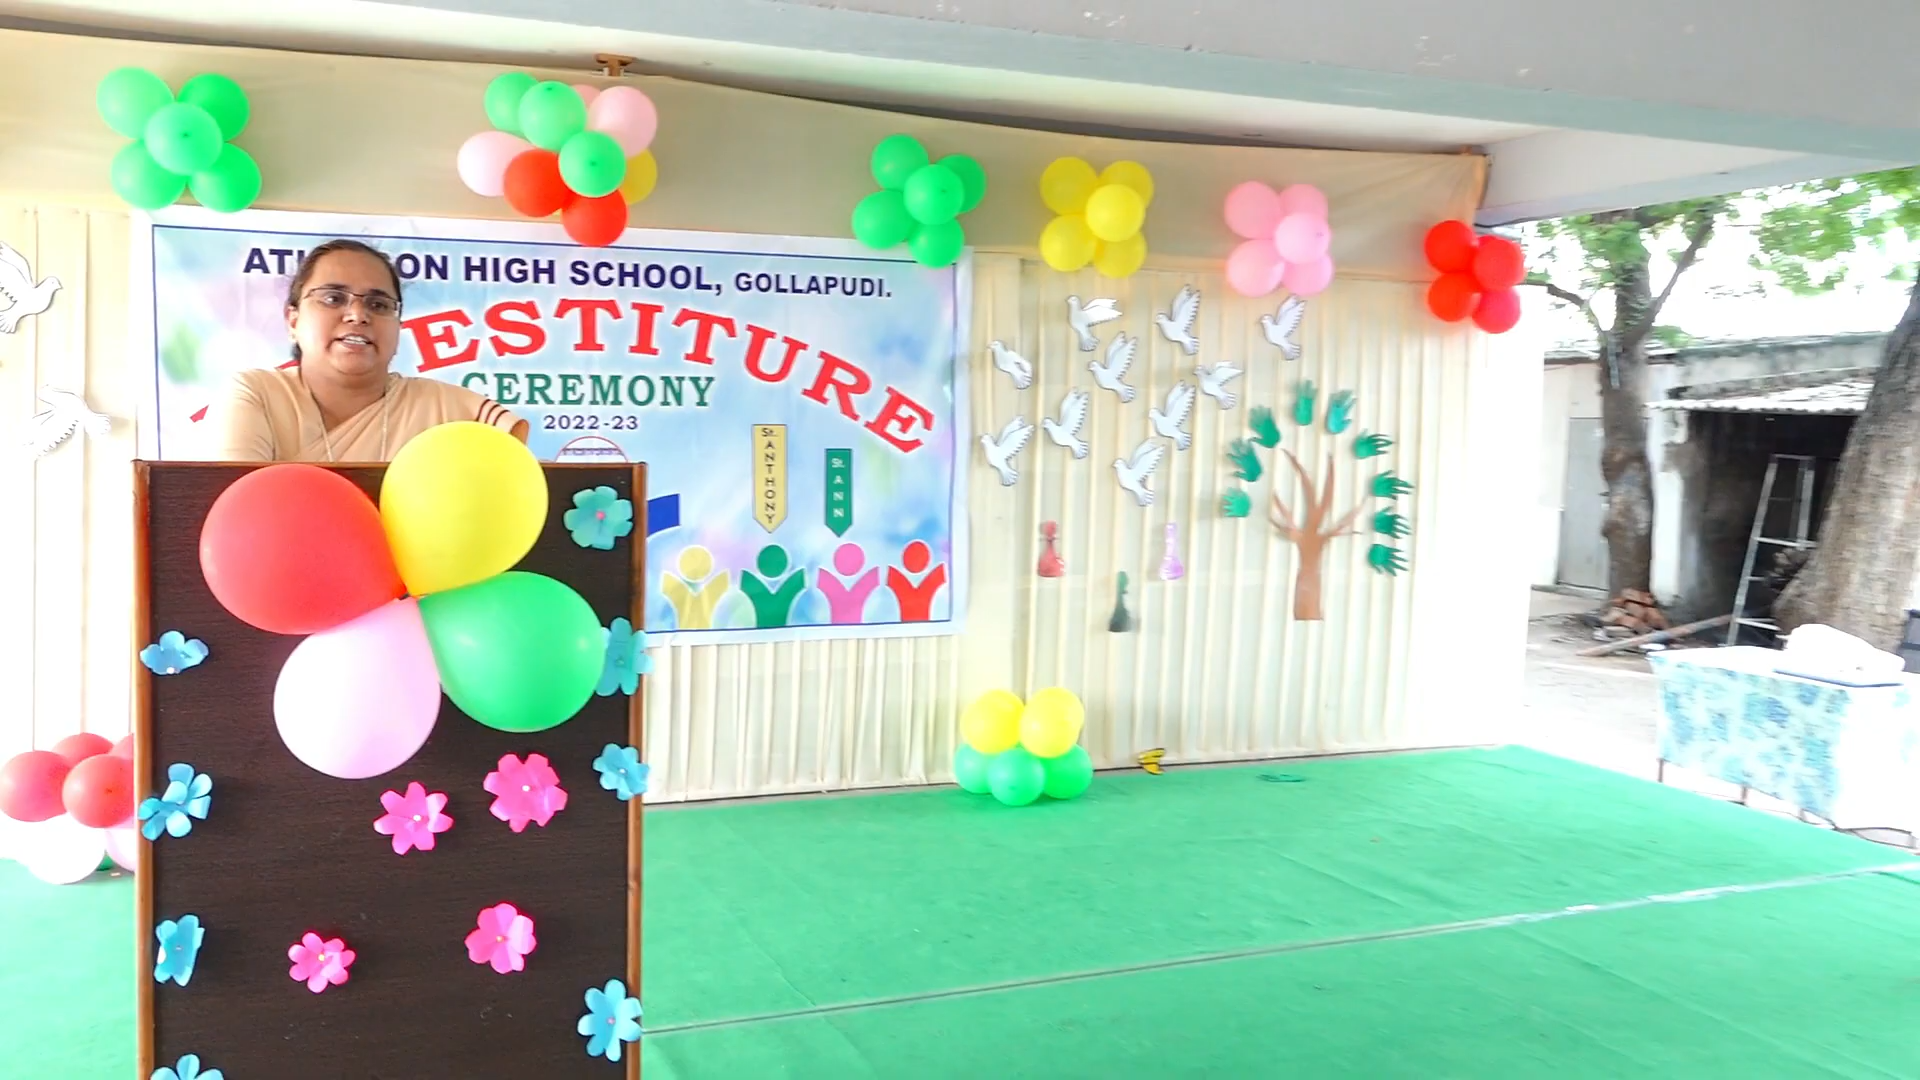 HIGH SCHOOL, GOLLAPUDI.
ESTITURE
CEREMONY
2022-23
St. ANTHONY
St. ANN